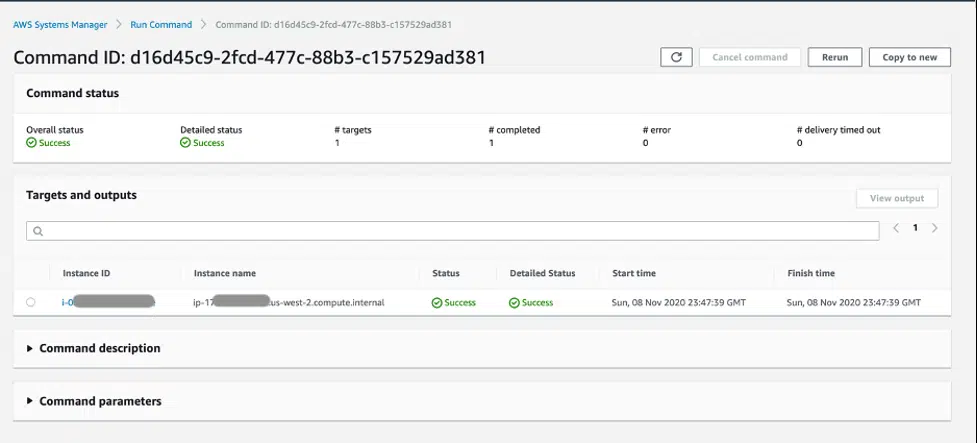 AWS Systems Manager > Run Command > Command ID: d16d45c9-2fcd-477c-88b3-c157529ad381
Command ID: d16d45c9-2fcd-477c-88b3-c157529ad381 Cancel command Rerun Copy to new
Command status
Overall status Detailed status # targets # completed # error # delivery timed out
Success Success 1 1 0 0
Targets and outputs
View output
1
Instance ID Instance name Status Detailed Status Start time Finish time
i-0 ip-17 us-west-2.compute.internal Success Success Sun, 08 Nov 2020 23:47:39 GMT Sun, 08 Nov 2020 23:47:39 GMT
Command description
Command parameters